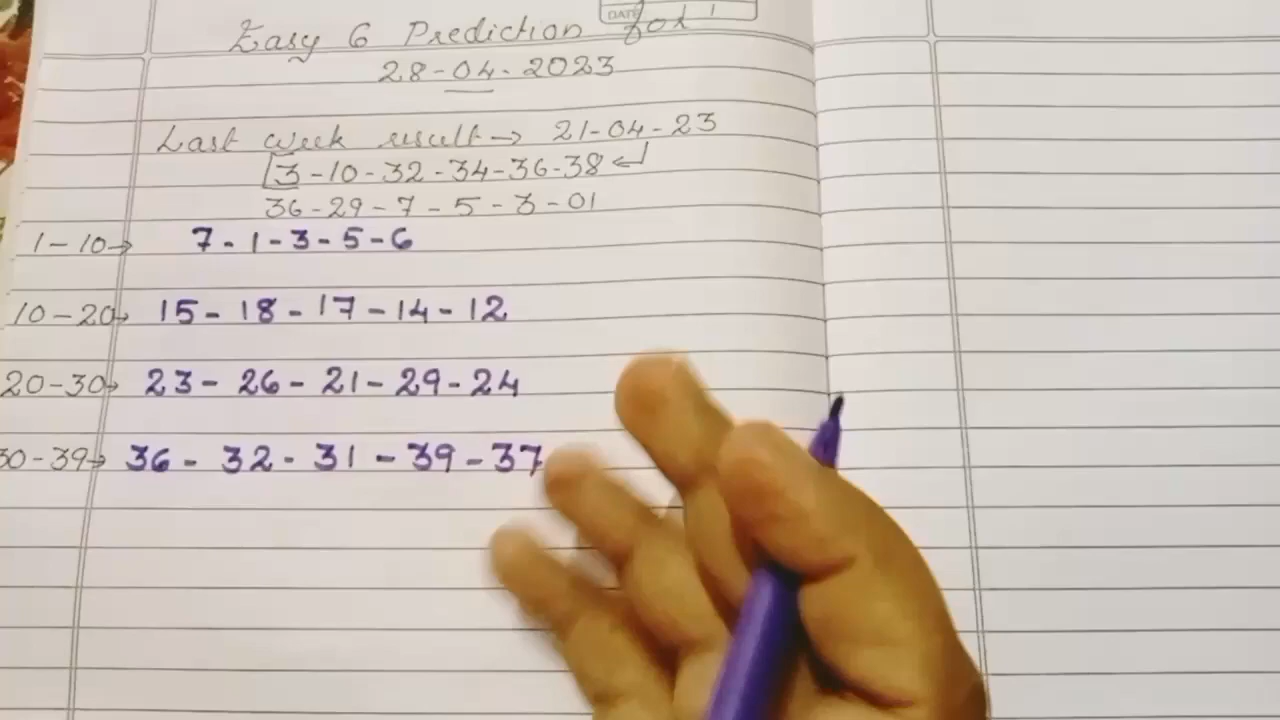 DATE
Easy 6 Prediction for
28-04-2023
Last week result → 21-04-23
3-10-32-34-36-38
36-29-7-5-3-01
1-10→ 7-1-3-5-6
10-20→ 15-18-17-14-12
20-30→ 23-26-21-29-24
30-39→ 36-32-31-39-37